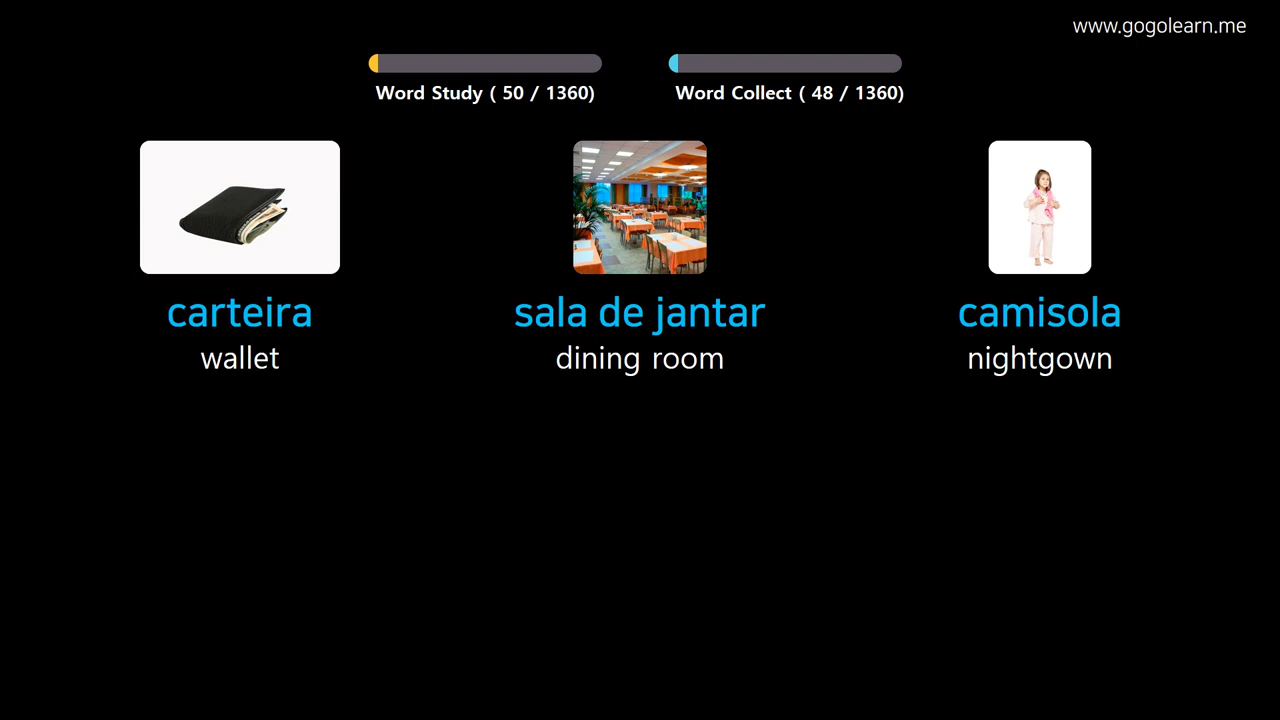 www.gogolearn.me
Word Study ( 50 / 1360)
Word Collect ( 48 / 1360)
carteira
wallet
sala de jantar
dining room
camisola
nightgown